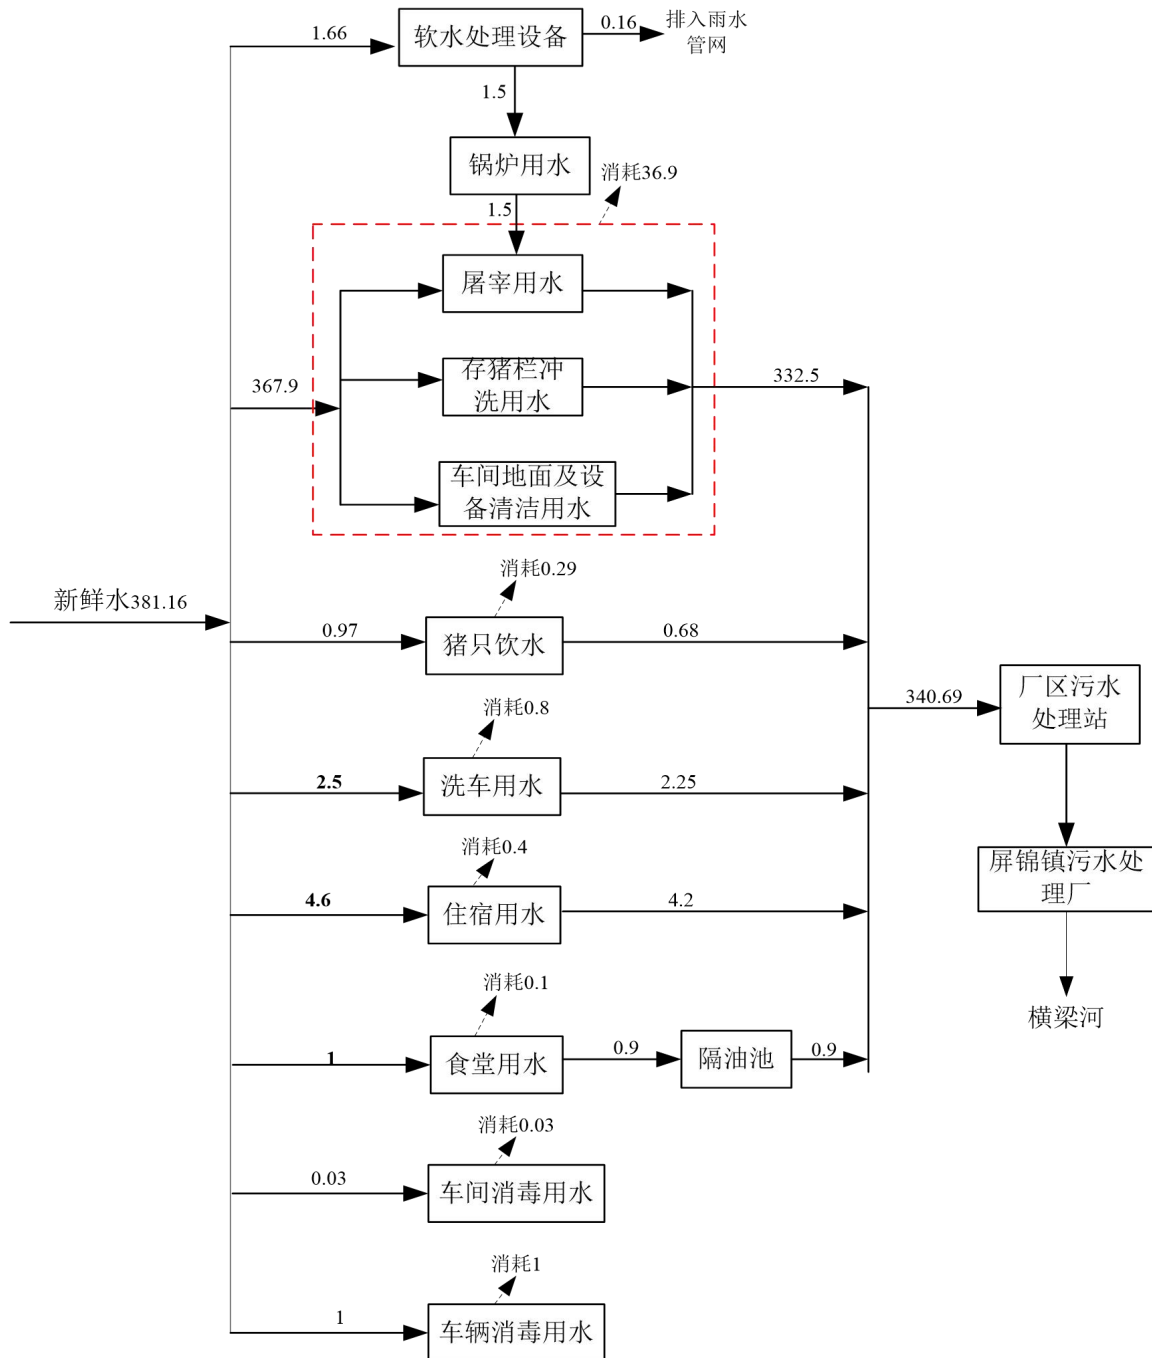 1.66
软水处理设备
0.16
排入雨水
管网
1.5
锅炉用水
消耗36.9
1.5
屠宰用水
367.9
存猪栏冲
洗用水
332.5
车间地面及设
备清洁用水
新鲜水381.16
消耗0.29
0.97
猪只饮水
0.68
340.69
厂区污水
处理站
消耗0.8
2.5
洗车用水
2.25
消耗0.4
4.6
住宿用水
4.2
屏锦镇污水处
理厂
消耗0.1
1
食堂用水
0.9
隔油池
0.9
横梁河
消耗0.03
0.03
车间消毒用水
消耗1
1
车辆消毒用水